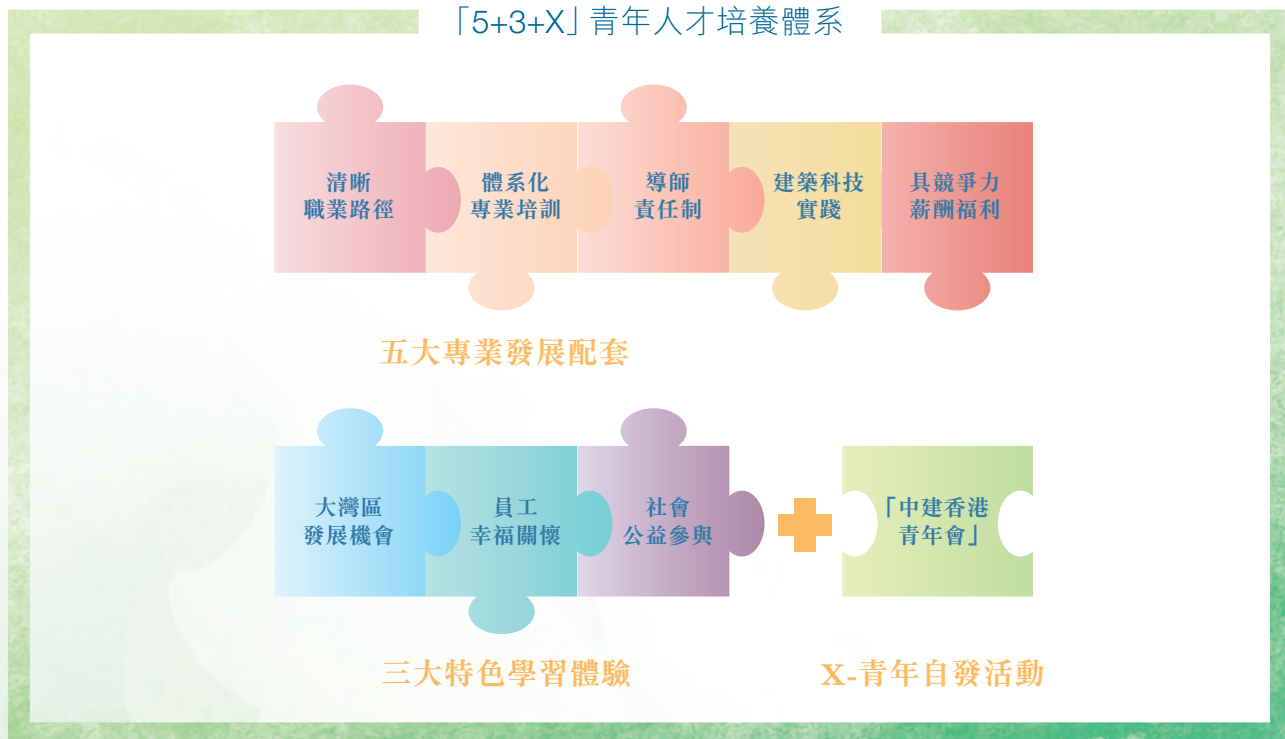 「5+3+X」青年人才培養體系
清晰
職業路徑
體系化
專業培訓
導師
責任制
建築科技
實踐
具競爭力
薪酬福利
五大專業發展配套
大灣區
發展機會
員工
幸福關懷
社會
公益參與
「中建香港
青年會」
三大特色學習體驗
X-青年自發活動